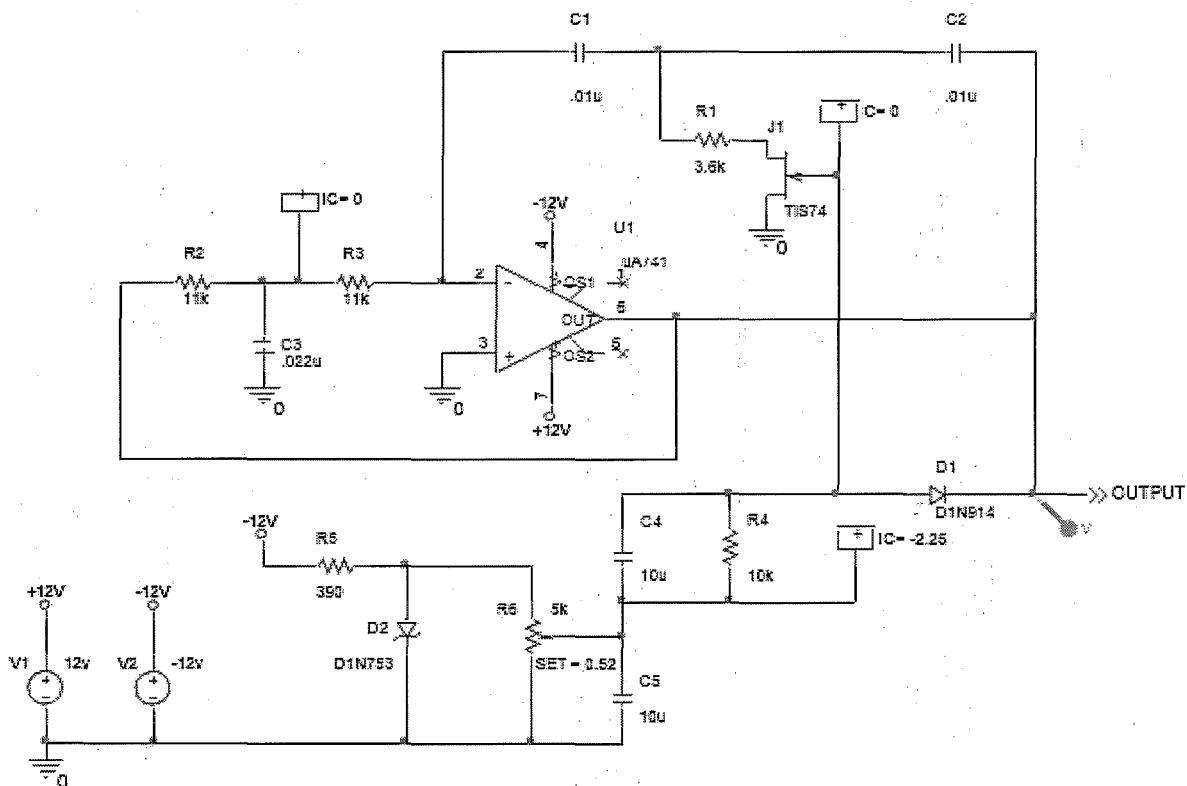 C1
C2
.01u
.01u
R1
3.6k
J1
C= 0
TIS74
0
IC= 0
-12V
U1
UA741
R2
R3
11k
11k
4
2
-
OS1
1
6
OUT
C3
.022u
3
+
OS2
5
7
0
0
+12V
D1
OUTPUT
D1N914
V
-12V
R5
390
C4
10u
R4
10k
IC= -2.25
+12V
-12V
R6
5k
D2
D1N753
SET = 0.52
V1
12v
V2
-12v
C5
10u
0